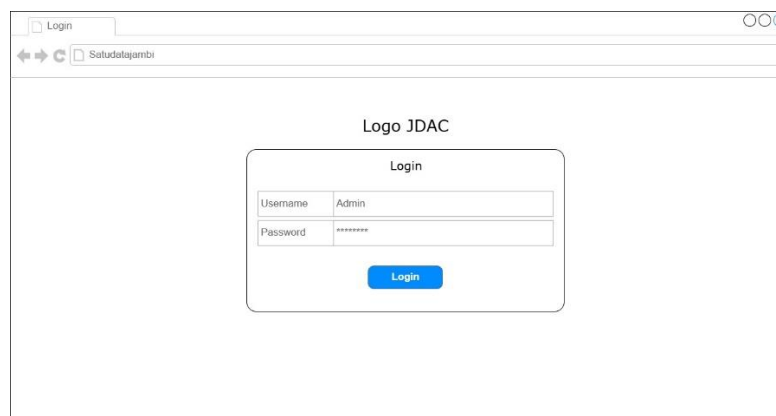 Login
Satudatajambi
Logo JDAC
Login
Username Admin
Password ********
Login